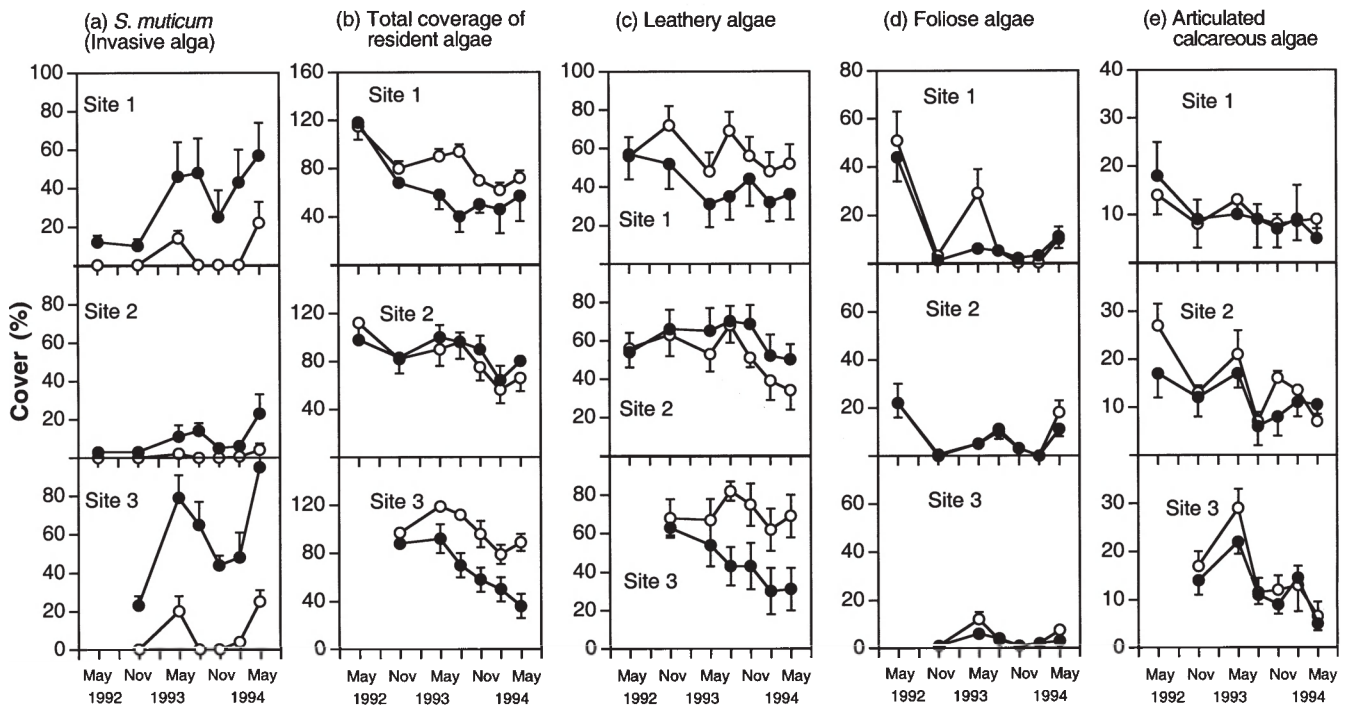 (a) S. muticum
(Invasive alga)
(b) Total coverage of
resident algae
(c) Leathery algae
(d) Foliose algae
(e) Articulated
calcareous algae
Cover (%)
100
80
60
40
20
Site 1
80
60
40
20
Site 2
80
60
40
20
0
Site 3
160
120
80
40
Site 1
120
80
40
Site 2
120
80
40
0
Site 3
100
80
60
40
20
Site 1
80
60
40
20
Site 2
80
60
40
20
0
Site 3
80
60
40
20
Site 1
60
40
20
Site 2
60
40
20
0
Site 3
40
30
20
10
Site 1
30
20
10
Site 2
30
20
10
0
Site 3
May Nov May Nov May
1992 1993 1994
May Nov May Nov May
1992 1993 1994
May Nov May Nov May
1992 1993 1994
May Nov May Nov May
1992 1993 1994
May Nov May Nov May
1992 1993 1994